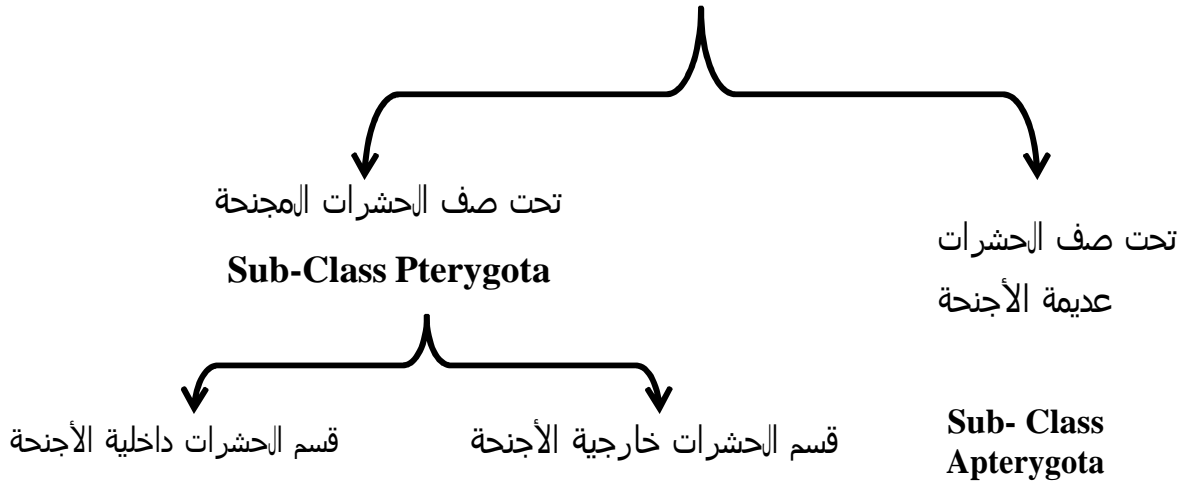 تحت صف الحشرات المجنحة
Sub-Class Pterygota
تحت صف الحشرات
عديمة الأجنحة
Sub- Class
Apterygota
قسم الحشرات خارجية الأجنحة
قسم الحشرات داخلية الأجنحة